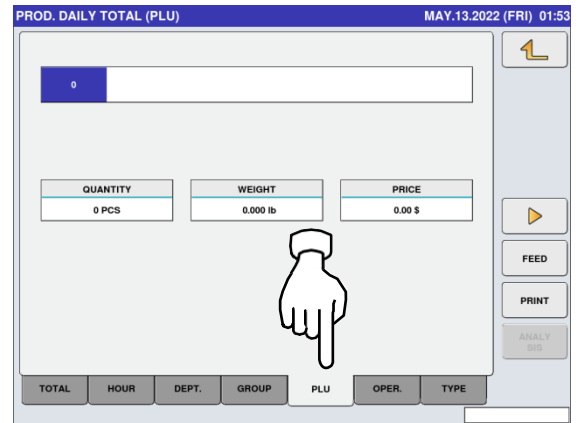 PROD. DAILY TOTAL (PLU) MAY.13.2022 (FRI) 01:53
0
QUANTITY WEIGHT PRICE
0 PCS 0.000 lb 0.00 $
FEED
PRINT
ANALY
SIS
TOTAL HOUR DEPT. GROUP PLU OPER. TYPE